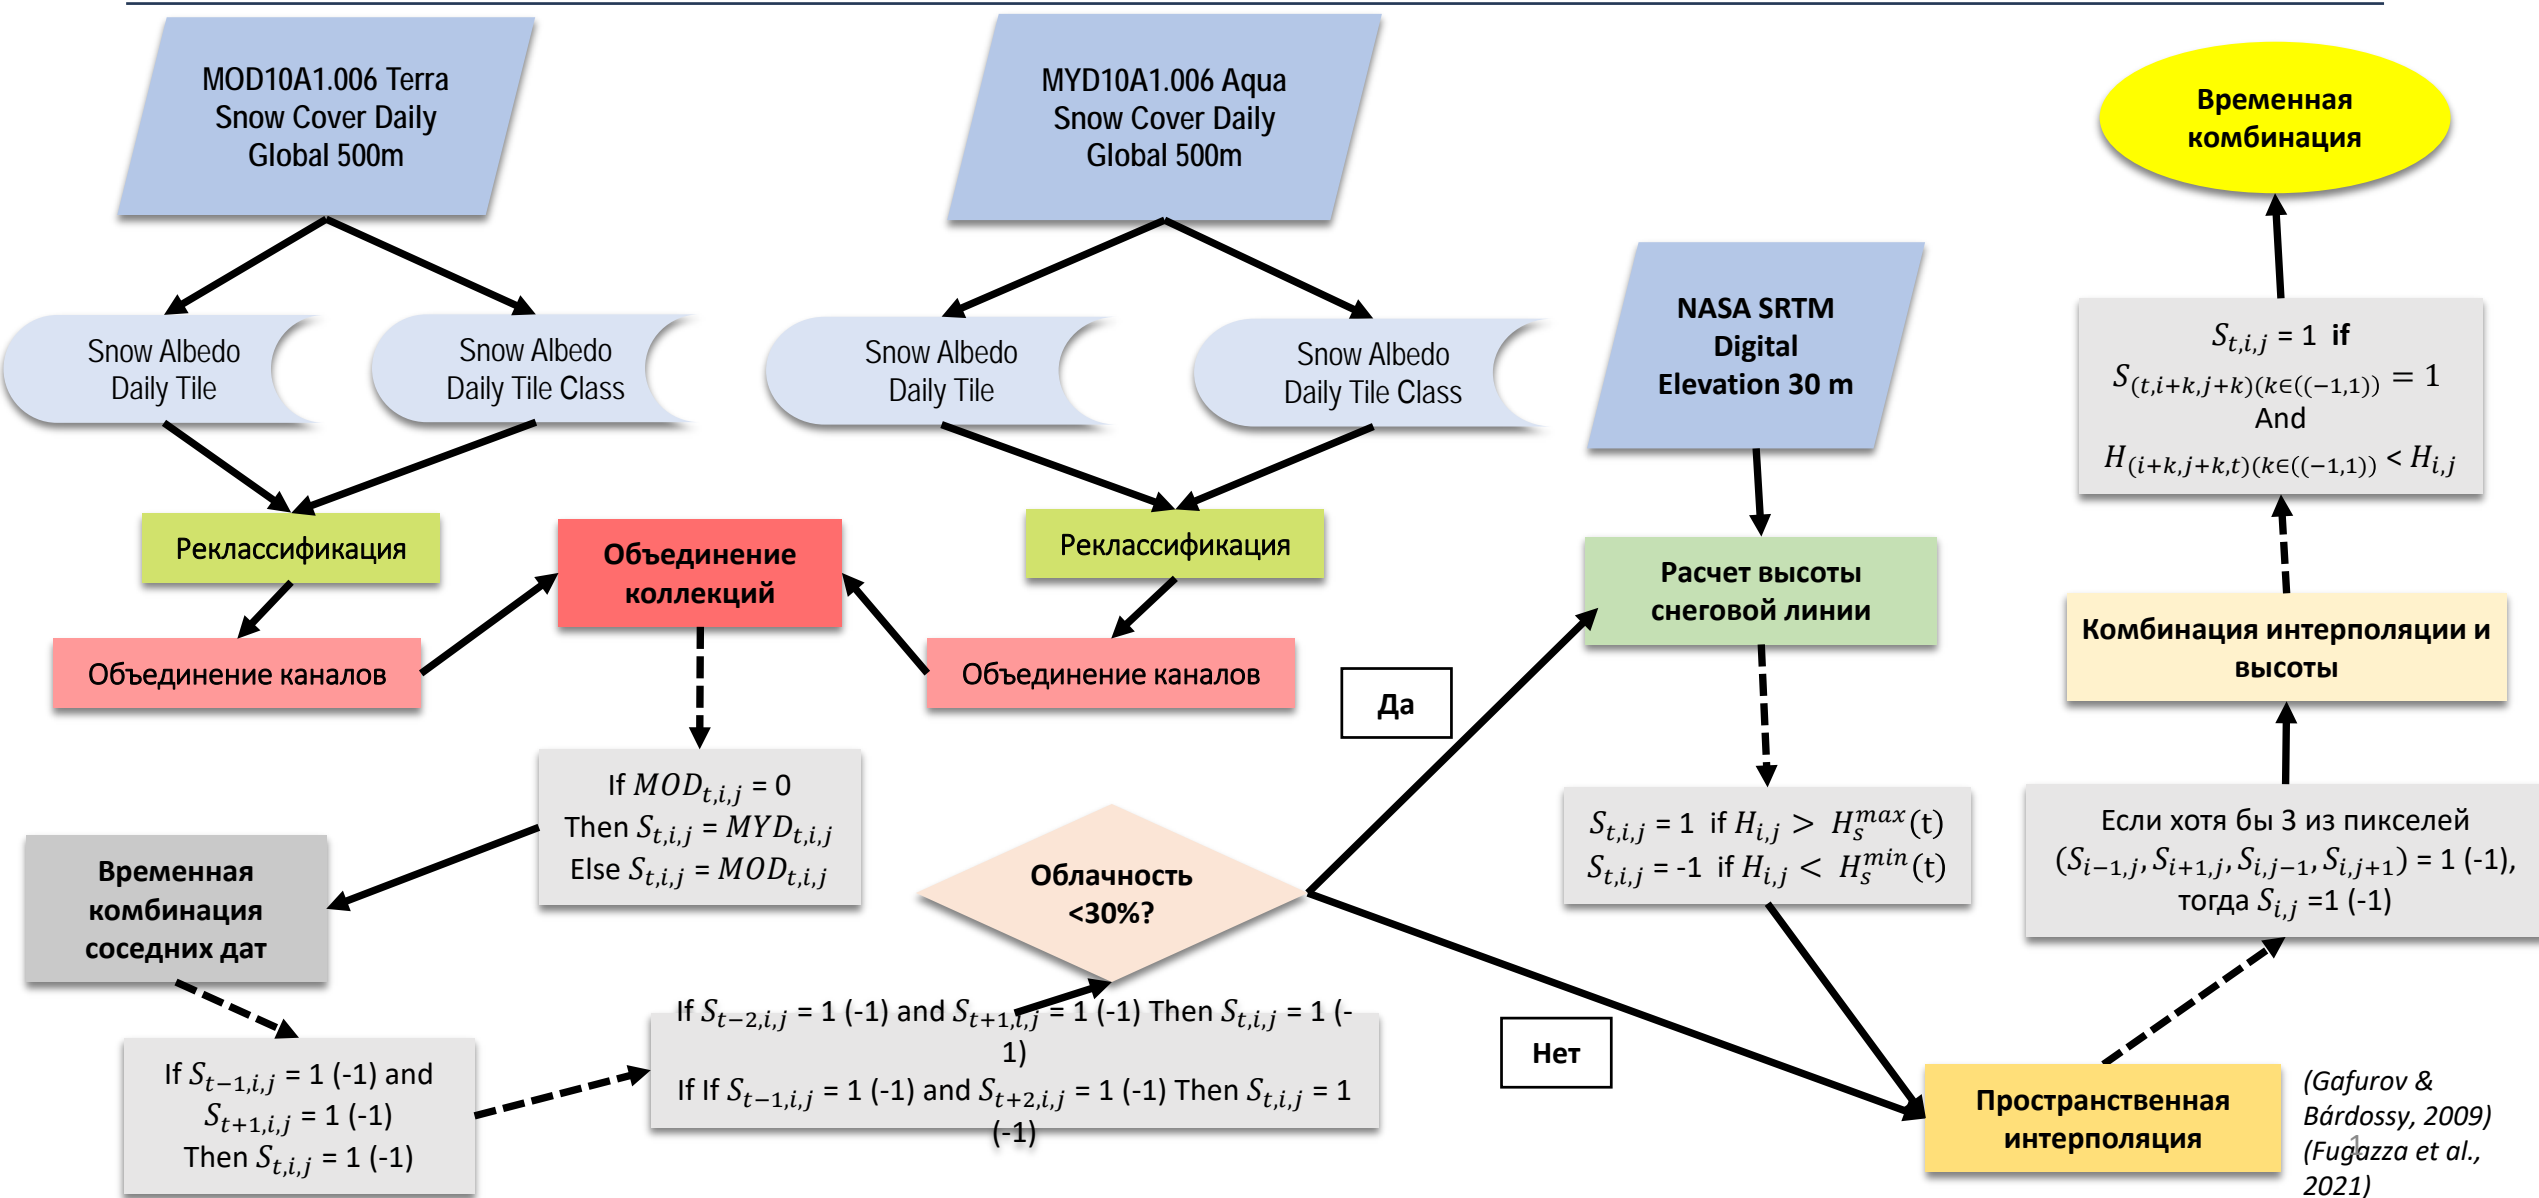 MOD10A1.006 Terra
Snow Cover Daily
Global 500m
MYD10A1.006 Aqua
Snow Cover Daily
Global 500m
Временная
комбинация
NASA SRTM
Digital
Elevation 30 m
Snow Albedo
Daily Tile
Snow Albedo
Daily Tile Class
Snow Albedo
Daily Tile
Snow Albedo
Daily Tile Class
S_{t,i,j} = 1 if
S_{(t,i+k,j+k)(k∈((−1,1))} = 1
And
H_{(i+k,j+k,t)(k∈((−1,1))} < H_{i,j}
Реклассификация
Объединение
коллекций
Реклассификация
Расчет высоты
снеговой линии
Объединение каналов
Объединение каналов
Комбинация интерполяции и
высоты
Да
If MOD_{t,i,j} = 0
Then S_{t,i,j} = MYD_{t,i,j}
Else S_{t,i,j} = MOD_{t,i,j}
S_{t,i,j} = 1 if H_{i,j} > H_s^{max}(t)
S_{t,i,j} = -1 if H_{i,j} < H_s^{min}(t)
Если хотя бы 3 из пикселей
(S_{i−1,j}, S_{i+1,j}, S_{i,j−1}, S_{i,j+1}) = 1 (-1),
тогда S_{i,j} =1 (-1)
Временная
комбинация
соседних дат
Облачность
<30%?
If S_{t−2,i,j} = 1 (-1) and S_{t+1,i,j} = 1 (-1) Then S_{t,i,j} = 1 (-
1)
If If S_{t−1,i,j} = 1 (-1) and S_{t+2,i,j} = 1 (-1) Then S_{t,i,j} = 1
(-1)
Нет
If S_{t−1,i,j} = 1 (-1) and
S_{t+1,i,j} = 1 (-1)
Then S_{t,i,j} = 1 (-1)
Пространственная
интерполяция
(Gafurov &
Bárdossy, 2009)
(Fugazza et al.,
2021)
1